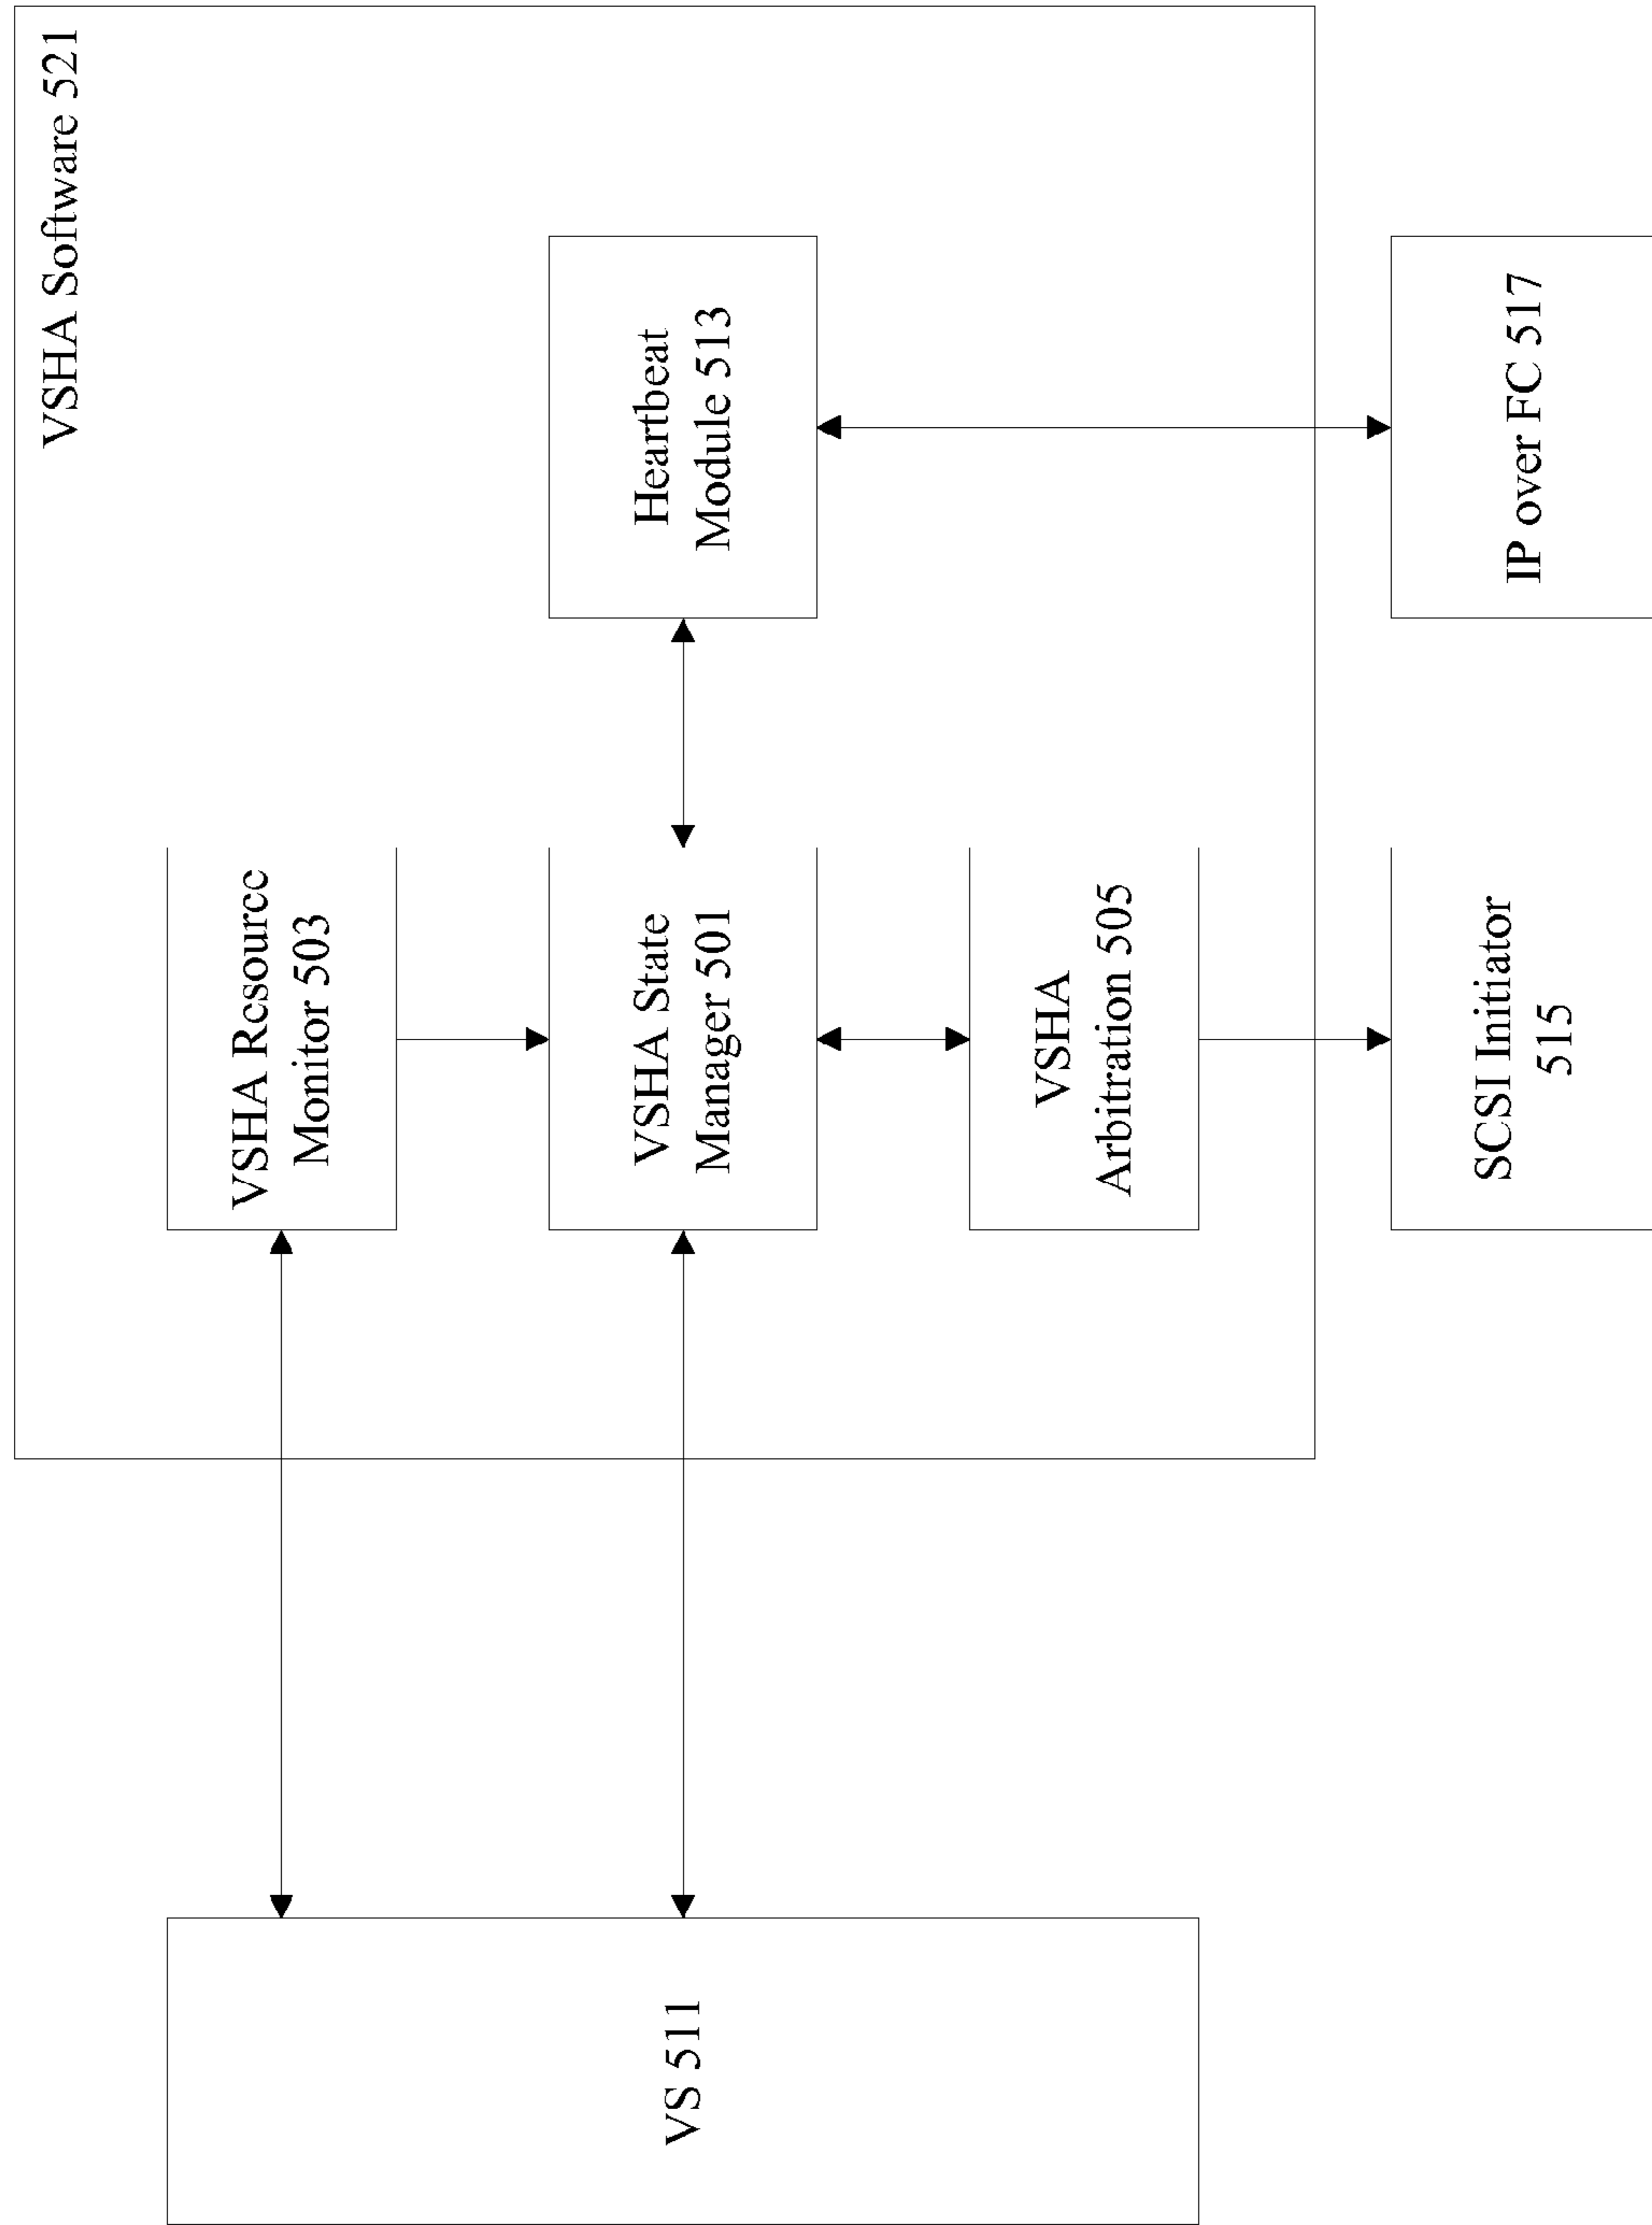 VSHA Software 521
VSHA Resource
Monitor 503
VS 511
VSHA State
Manager 501
Heartbeat
Module 513
VSHA
Arbitration 505
SCSI Initiator
515
IP over FC 517